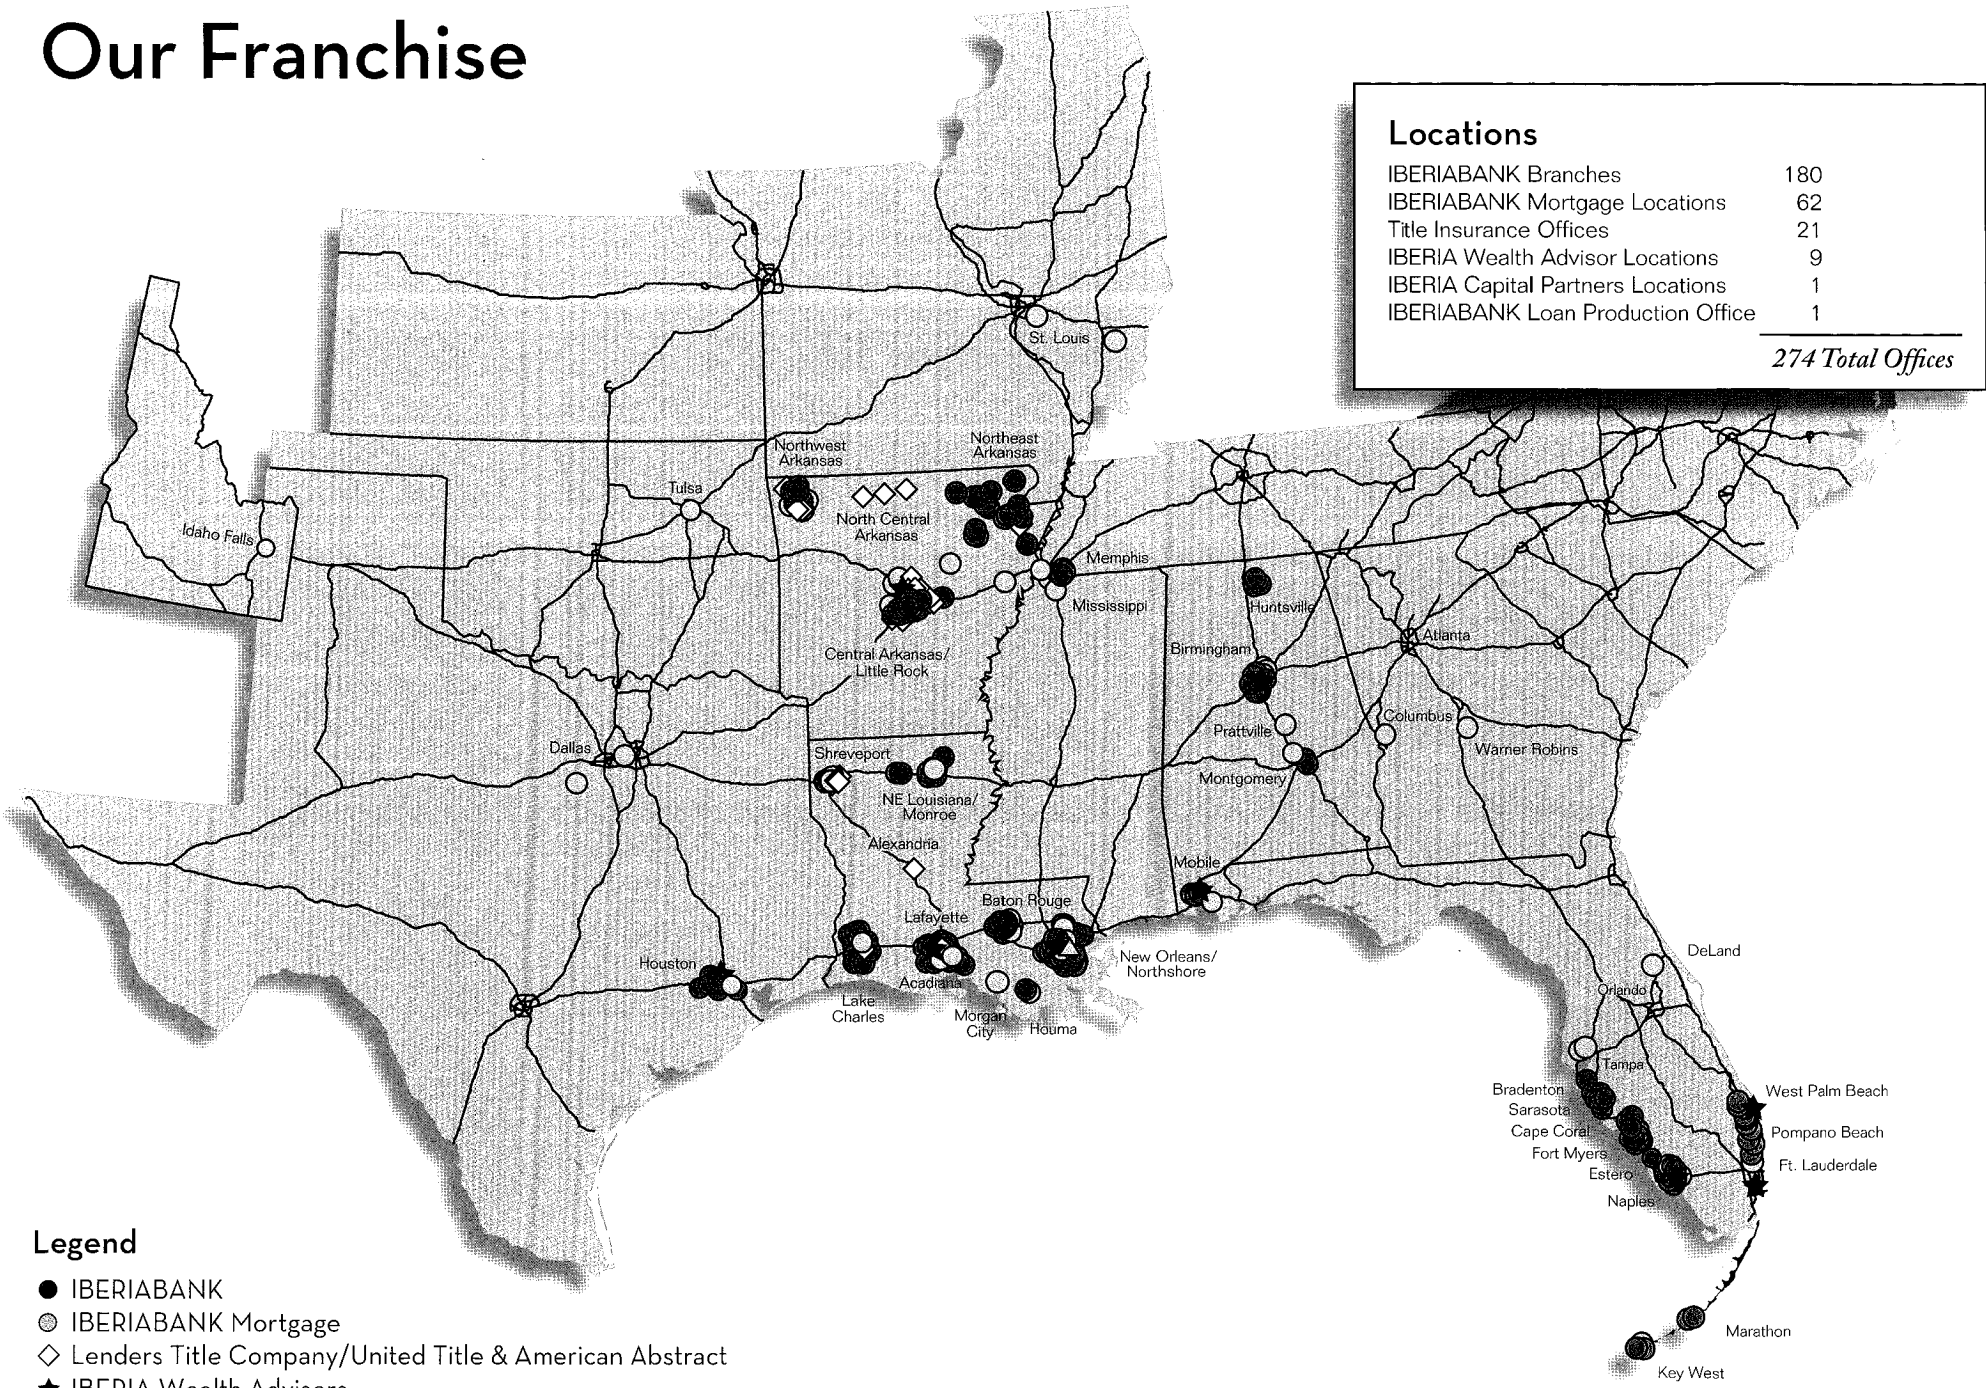 Our Franchise
Locations
IBERIABANK Branches 180
IBERIABANK Mortgage Locations 62
Title Insurance Offices 21
IBERIA Wealth Advisor Locations 9
IBERIA Capital Partners Locations 1
IBERIABANK Loan Production Office 1
274 Total Offices
St. Louis
Northwest
Arkansas
Northeast
Arkansas
Tulsa
North Central
Arkansas
Idaho Falls
Memphis
Mississippi
Huntsville
Central Arkansas/
Little Rock
Birmingham
Atlanta
Prattville
Columbus
Warner Robins
Dallas
Shreveport
Montgomery
NE Louisiana/
Monroe
Alexandria
Mobile
Baton Rouge
Lafayette
Houston
New Orleans/
Northshore
Acadiana
Lake
Charles
Morgan
City
Houma
DeLand
Orlando
Tampa
Bradenton
Sarasota
Cape Coral
Fort Myers
Estero
Naples
West Palm Beach
Pompano Beach
Ft. Lauderdale
Marathon
Key West
Legend
IBERIABANK
IBERIABANK Mortgage
Lenders Title Company/United Title & American Abstract
IBERIA Wealth Advisors